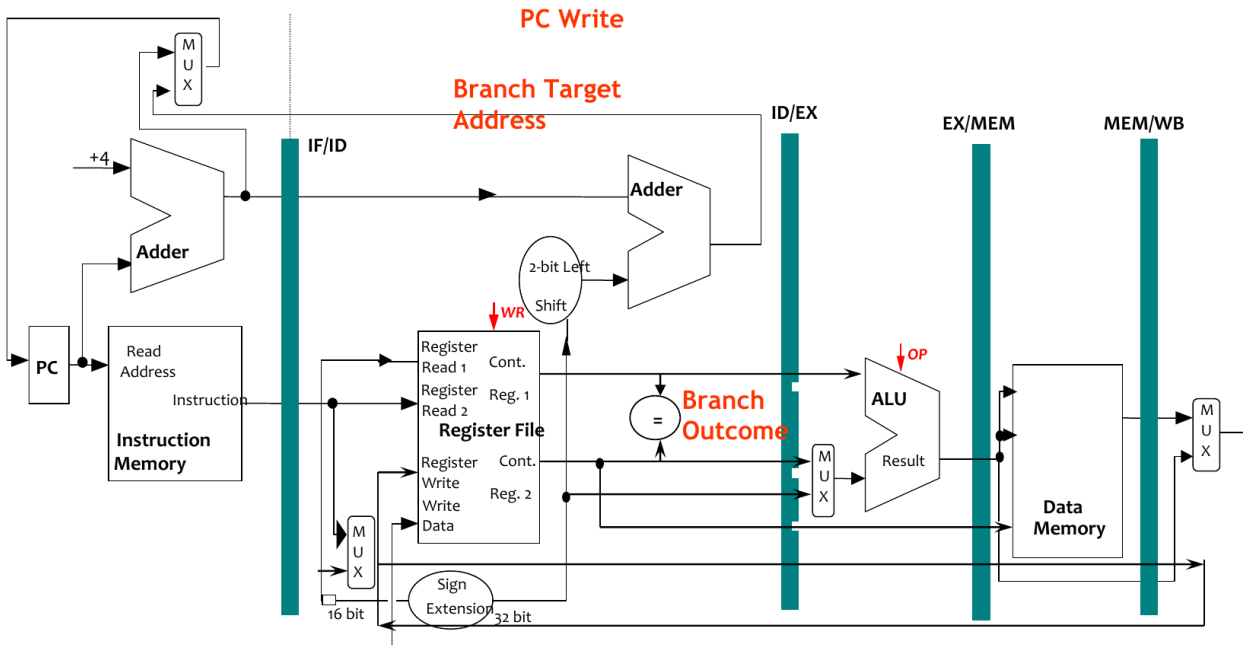 PC Write
M
U
X
Branch Target
Address
ID/EX
EX/MEM
MEM/WB
IF/ID
+4
Adder
Adder
2-bit Left
Shift
WR
OP
PC
Read
Address
Instruction
Instruction
Memory
Register
Read 1
Cont.
Reg. 1
Register
Read 2
Register File
Register
Write
Cont.
Reg. 2
Write
Data
=
Branch
Outcome
ALU
Result
M
U
X
M
U
X
Data
Memory
M
U
X
Sign
Extension
16 bit
32 bit